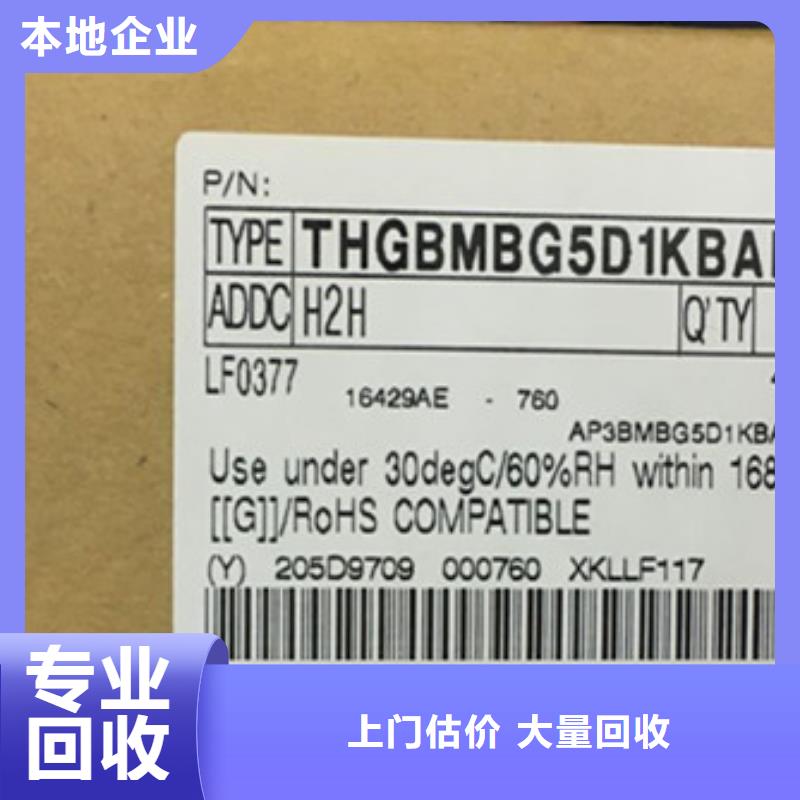 本地企业
P/N:
TYPE THGBMBG5D1KBA
ADDC H2H Q'TY
LF0377
16429AE - 760
AP3BMBG5D1KBA
Use under 30degC/60%RH within 168
[[G]]/RoHS COMPATIBLE
(Y) 205D9709 000760 XKLLF117
专业
回收
上门估价 大量回收